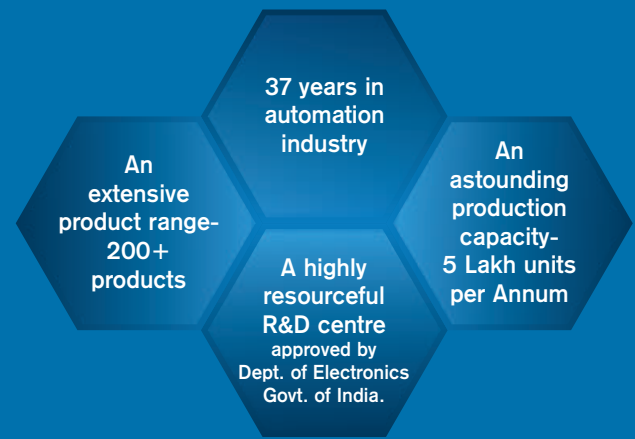 37 years in
automation
industry
An
extensive
product range-
200+
products
An
astounding
production
capacity-
5 Lakh units
per Annum
A highly
resourceful
R&D centre
approved by
Dept. of Electronics
Govt. of India.